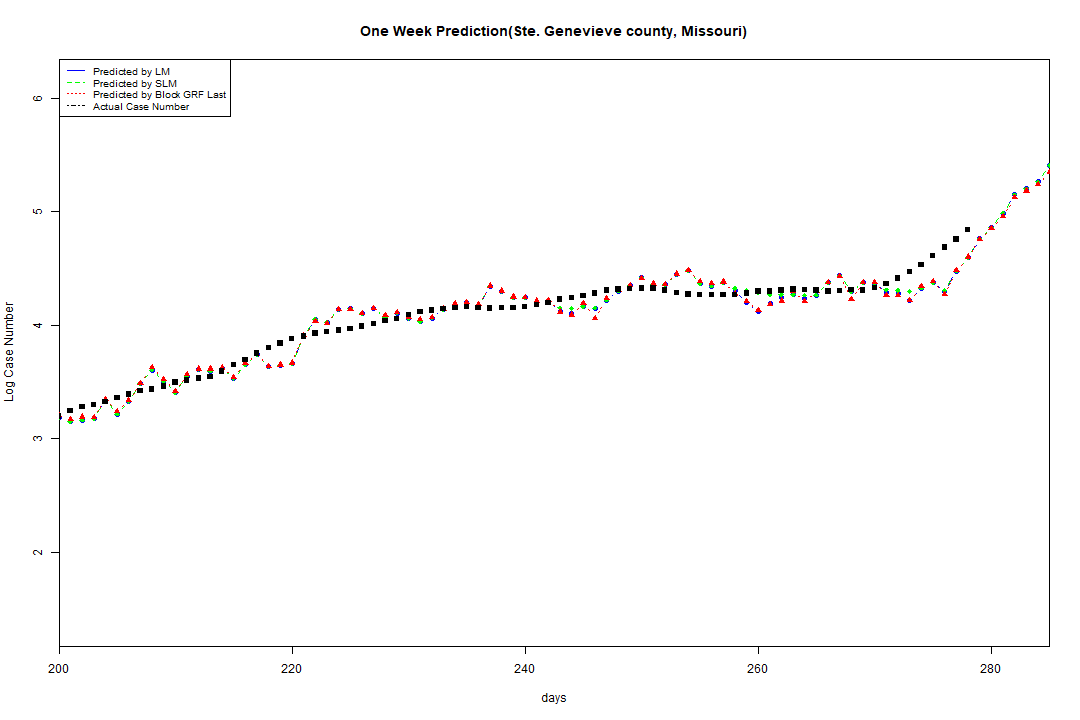 One Week Prediction(Ste. Genevieve county, Missouri)
Predicted by LM
Predicted by SLM
Predicted by Block GRF Last
Actual Case Number
6
5
4
3
2
Log Case Number
200 220 240 260 280
days